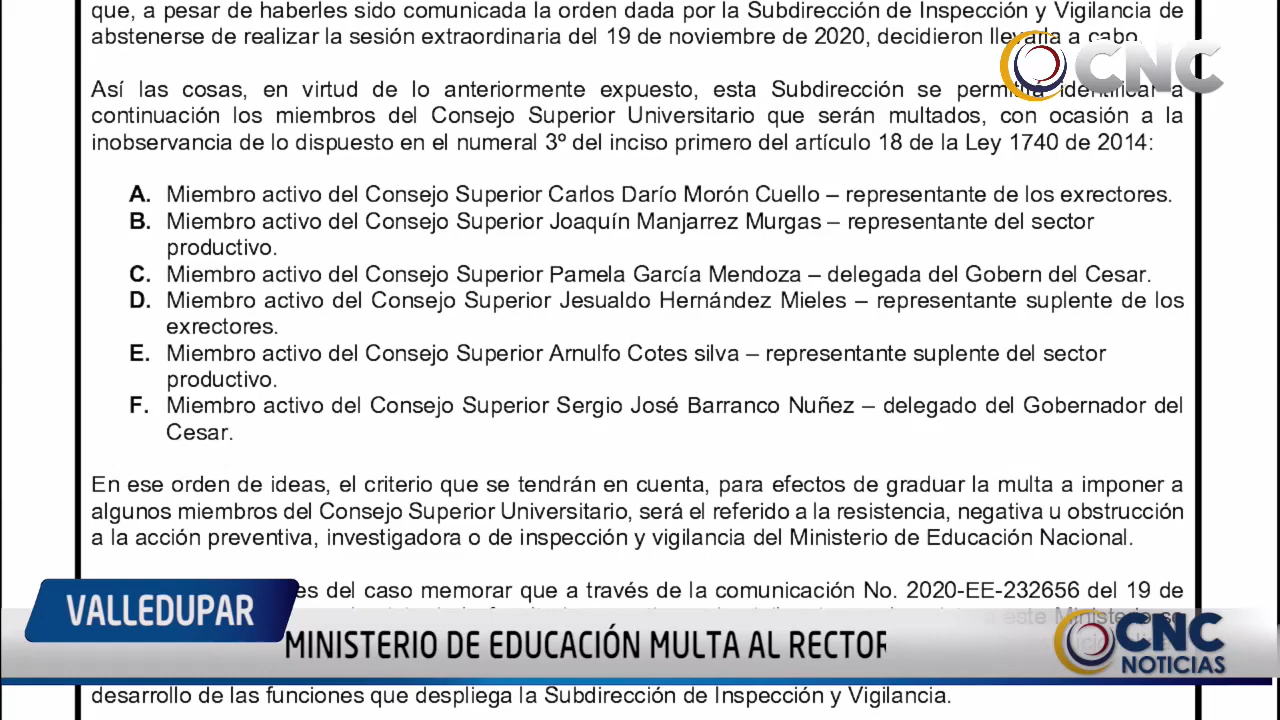 que, a pesar de haberles sido comunicada la orden dada por la Subdirección de Inspección y Vigilancia de
abstenerse de realizar la sesión extraordinaria del 19 de noviembre de 2020, decidieron llevarla a cabo.
CNC
Así las cosas, en virtud de lo anteriormente expuesto, esta Subdirección se permitirá identificar a
continuación los miembros del Consejo Superior Universitario que serán multados, con ocasión a la
inobservancia de lo dispuesto en el numeral 3º del inciso primero del artículo 18 de la Ley 1740 de 2014:
A. Miembro activo del Consejo Superior Carlos Darío Morón Cuello – representante de los exrectores.
B. Miembro activo del Consejo Superior Joaquín Manjarrez Murgas – representante del sector
productivo.
C. Miembro activo del Consejo Superior Pamela García Mendoza – delegada del Gobern del Cesar.
D. Miembro activo del Consejo Superior Jesualdo Hernández Mieles – representante suplente de los
exrectores.
E. Miembro activo del Consejo Superior Arnulfo Cotes silva – representante suplente del sector
productivo.
F. Miembro activo del Consejo Superior Sergio José Barranco Nuñez – delegado del Gobernador del
Cesar.
En ese orden de ideas, el criterio que se tendrán en cuenta, para efectos de graduar la multa a imponer a
algunos miembros del Consejo Superior Universitario, será el referido a la resistencia, negativa u obstrucción
a la acción preventiva, investigadora o de inspección y vigilancia del Ministerio de Educación Nacional.
del caso memorar que a través de la comunicación No. 2020-EE-232656 del 19 de
VALLEDUPAR
este Ministerio se
MINISTERIO DE EDUCACIÓN MULTA AL RECTOR
CNC
NOTICIAS
desarrollo de las funciones que despliega la Subdirección de Inspección y Vigilancia.